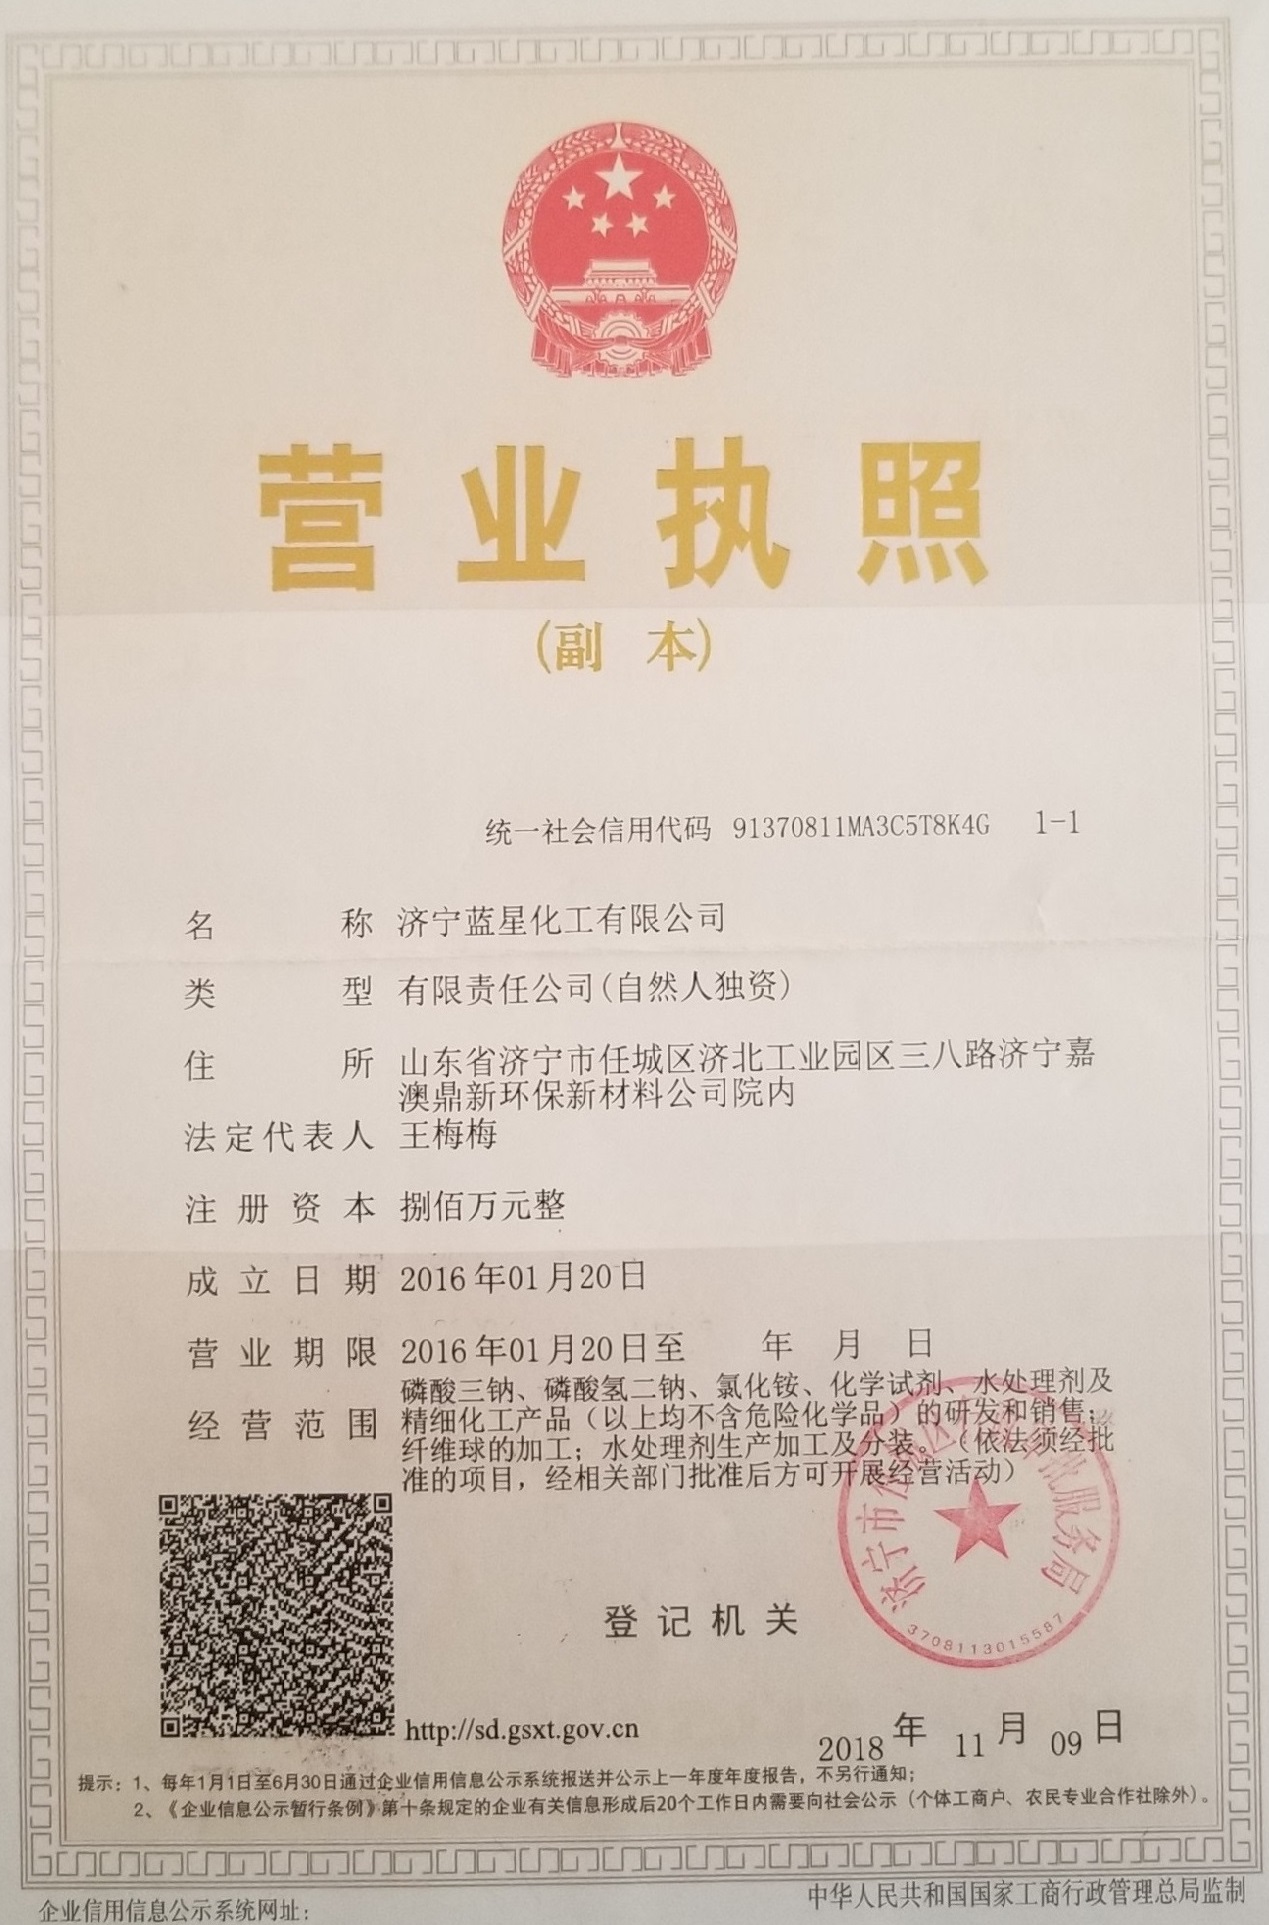 营业执照
(副 本)
统一社会信用代码 91370811MA3C5T8K4G 1-1
名 称 济宁蓝星化工有限公司
类 型 有限责任公司(自然人独资)
住 所 山东省济宁市任城区济北工业园区三八路济宁嘉
澳鼎新环保新材料公司院内
法定代表人 王梅梅
注册资本 捌佰万元整
成立日期 2016年01月20日
营业期限 2016年01月20日至 年 月 日
经营范围 磷酸三钠、磷酸氢二钠、氯化铵、化学试剂、水处理剂及
精细化工产品（以上均不含危险化学品）的研发和销售；
纤维球的加工；水处理剂生产加工及分装。（依法须经批
准的项目，经相关部门批准后方可开展经营活动）
济宁市任城区 批服务局
3708113015587
登记机关
http://sd.gsxt.gov.cn
2018 年 11 月 09 日
提示：1、每年1月1日至6月30日通过企业信用信息公示系统报送并公示上一年度年度报告，不另行通知；
2、《企业信息公示暂行条例》第十条规定的企业有关信息形成后20个工作日内需要向社会公示（个体工商户、农民专业合作社除外）。
企业信用信息公示系统网址：
中华人民共和国国家工商行政管理总局监制